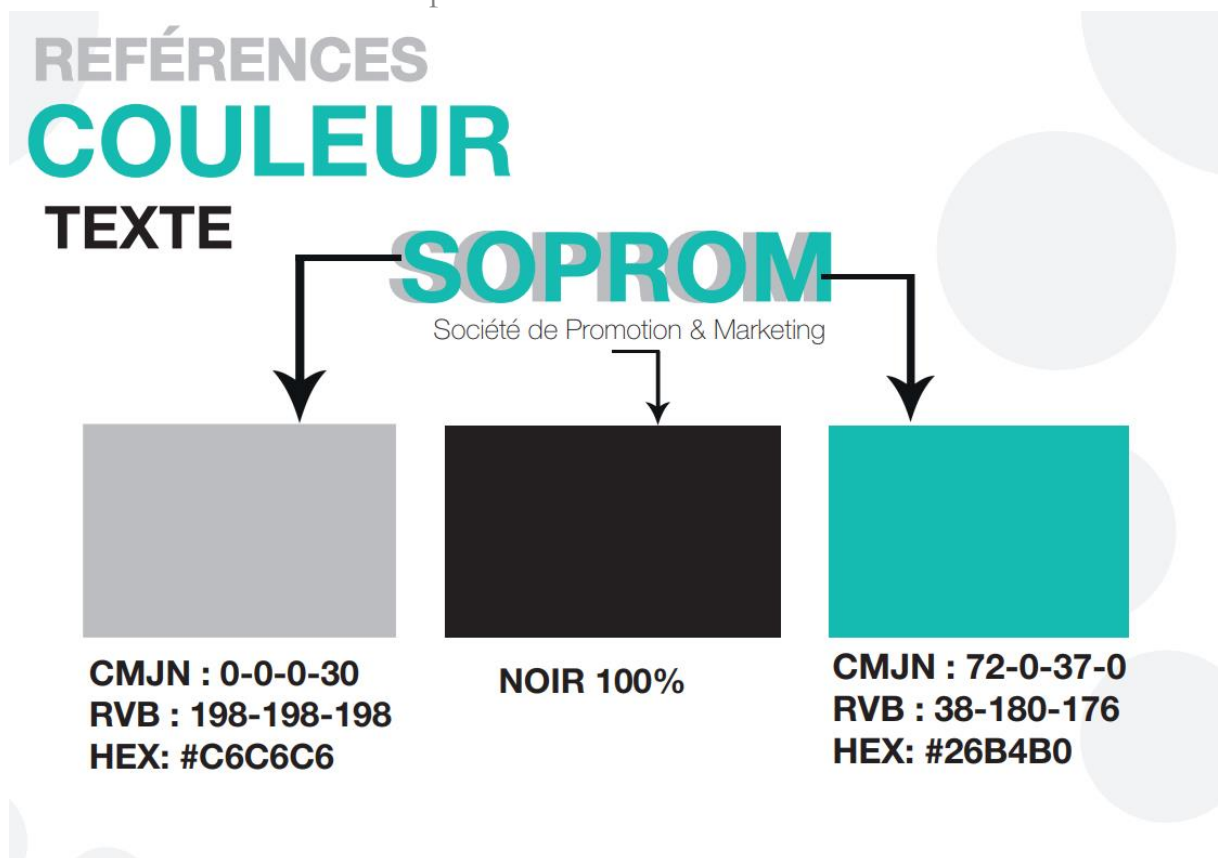 REFÉRENCES
COULEUR
TEXTE
SOPROM
Société de Promotion & Marketing
CMJN : 0-0-0-30
RVB : 198-198-198
HEX: #C6C6C6
NOIR 100%
CMJN : 72-0-37-0
RVB : 38-180-176
HEX: #26B4B0